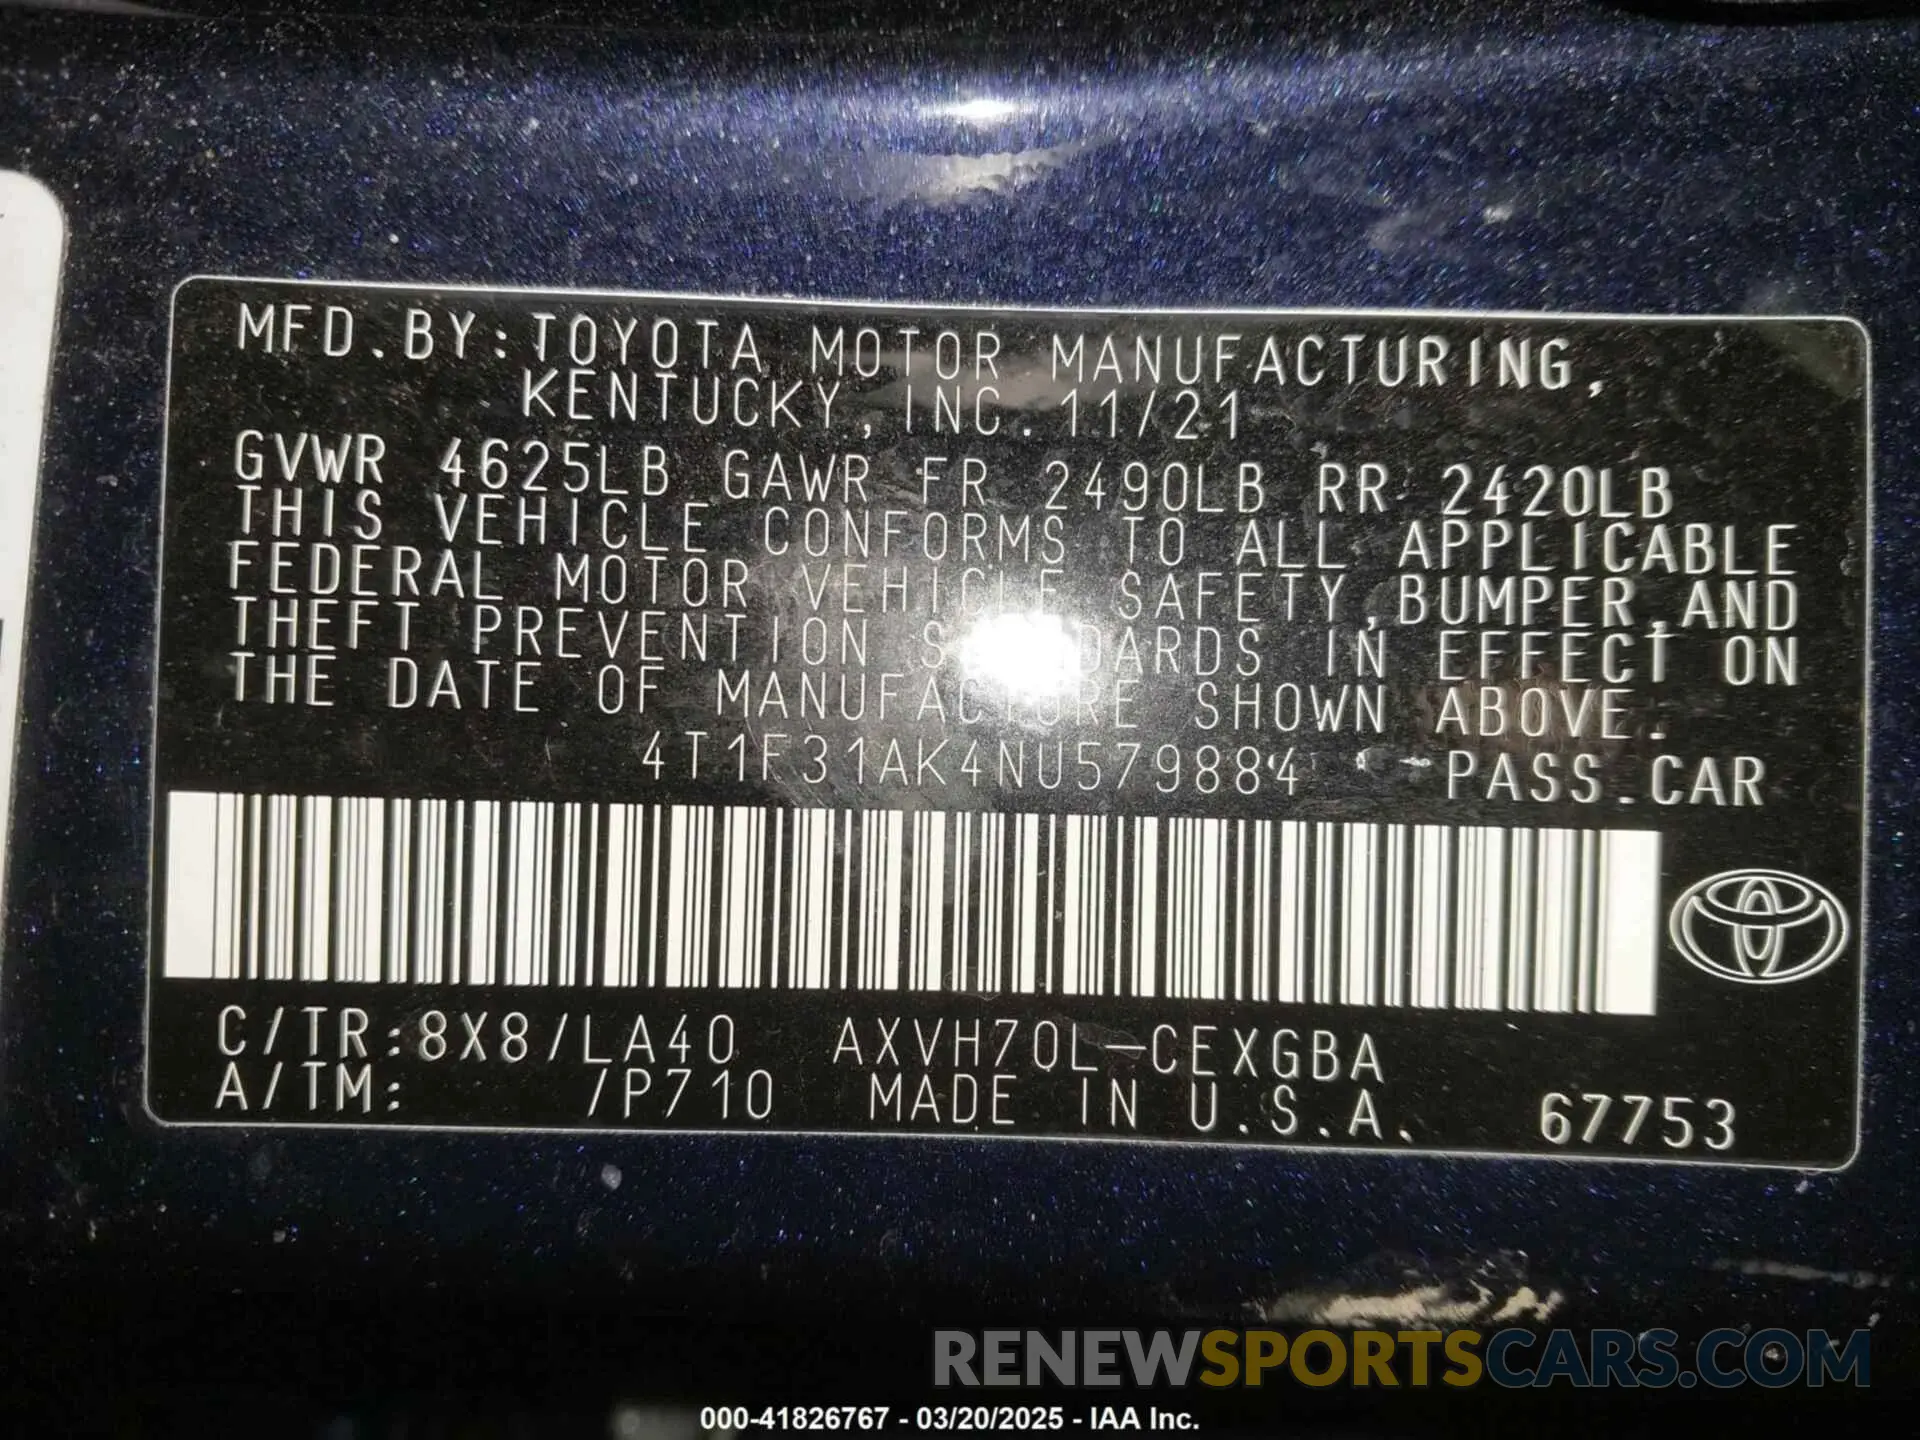 MFD.BY:TOYOTA MOTOR MANUFACTURING,
KENTUCKY,INC.11/21
GVWR 4625LB GAWR FR 2490LB RR 2420LB
THIS VEHICLE CONFORMS TO ALL APPLICABLE
FEDERAL MOTOR VEHICLE SAFETY,BUMPER,AND
THEFT PREVENTION STANDARDS IN EFFECT ON
THE DATE OF MANUFACTURE SHOWN ABOVE.
4T1F31AK4NU579884 PASS.CAR
C/TR:8X8/LA40 AXVH70L-CEXGBA
A/TM: /P710 MADE IN U.S.A. 67753
RENEWSPORTSCARS.COM
000-41826767 - 03/20/2025 - IAA Inc.